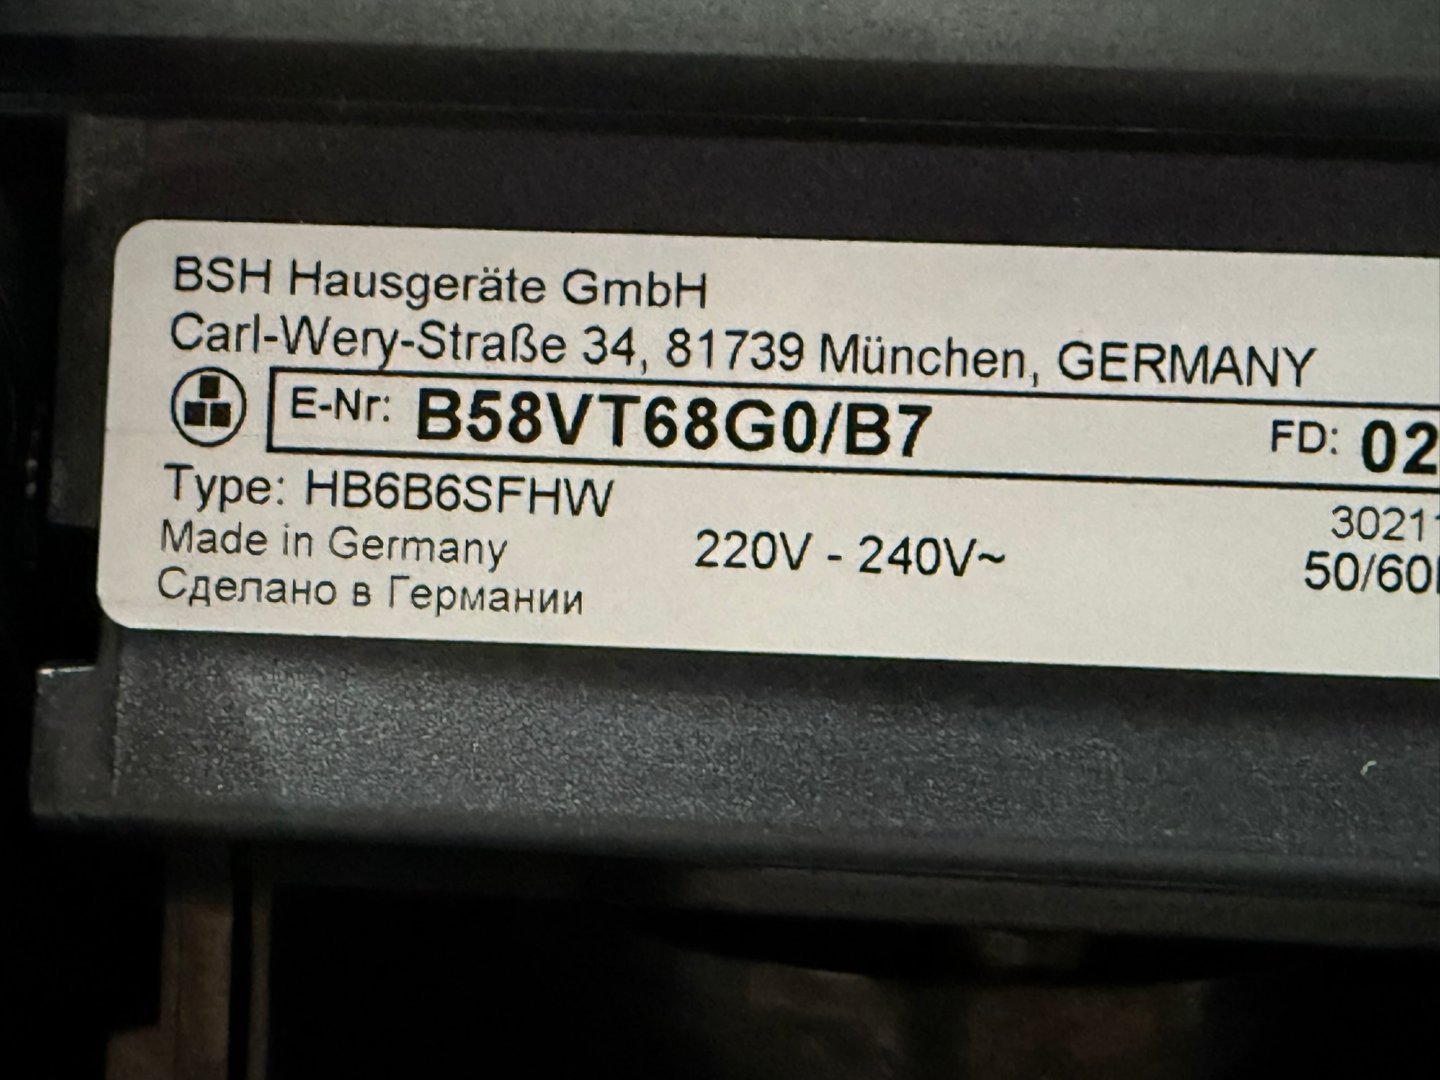 BSH Hausgeräte GmbH
Carl-Wery-Straße 34, 81739 München, GERMANY
E-Nr: B58VT68G0/B7 FD: 02
Type: HB6B6SFHW 30211
Made in Germany 220V - 240V~ 50/60
Сделано в Германии